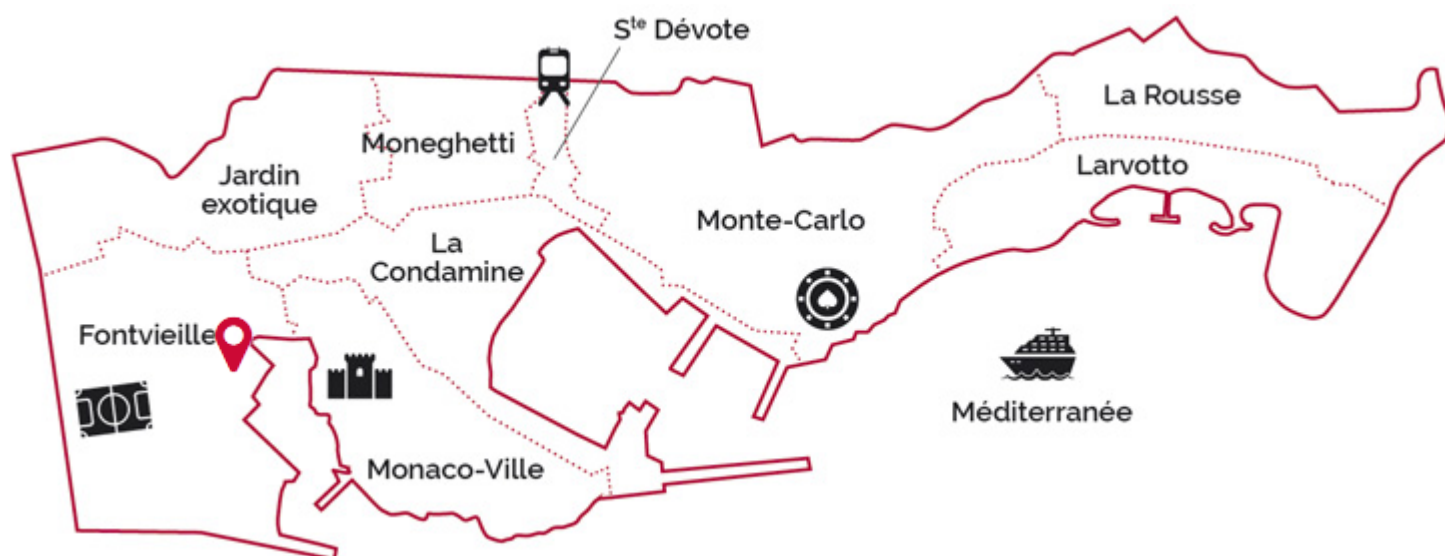 Sᵗᵉ Dévote
La Rousse
Moneghetti
Larvotto
Jardin
exotique
Monte-Carlo
La
Condamine
Fontvieille
Méditerranée
Monaco-Ville